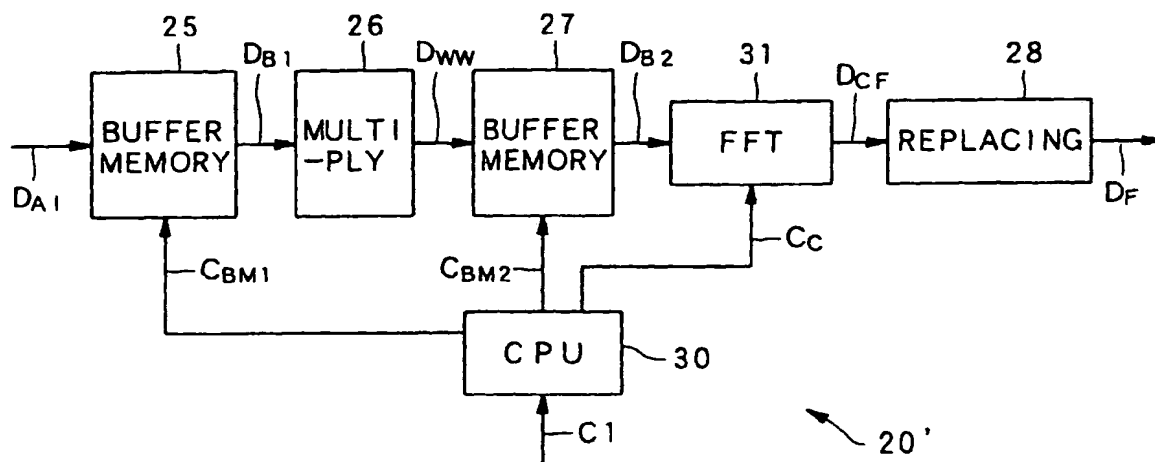 25
26
27
31
28
DB1
DWW
DB2
DCF
BUFFER
MEMORY
MULTI
-PLY
BUFFER
MEMORY
FFT
REPLACING
DA1
DF
CBM1
CBM2
CC
CPU
30
C1
20'